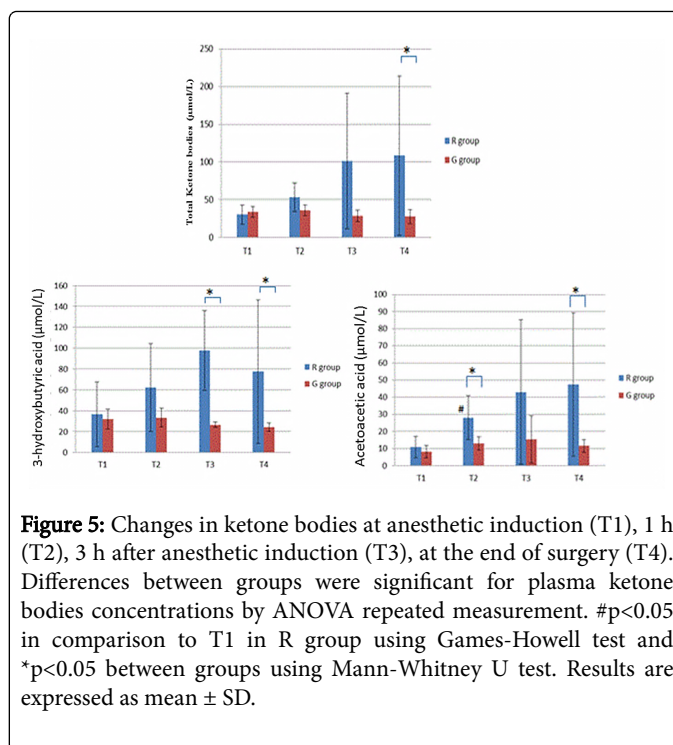 *
250
200
150
100
50
0
Total Ketone bodies (μmol/L)
R group
G group
T1 T2 T3 T4
* *
160
140
120
100
80
60
40
20
0
3-hydroxybutyric acid (μmol/L)
R group
G group
T1 T2 T3 T4
*
*
#
100
90
80
70
60
50
40
30
20
10
0
Acetoacetic acid (μmol/L)
R group
G group
T1 T2 T3 T4
Figure 5: Changes in ketone bodies at anesthetic induction (T1), 1 h
(T2), 3 h after anesthetic induction (T3), at the end of surgery (T4).
Differences between groups were significant for plasma ketone
bodies concentrations by ANOVA repeated measurement. #p<0.05
in comparison to T1 in R group using Games-Howell test and
*p<0.05 between groups using Mann-Whitney U test. Results are
expressed as mean ± SD.